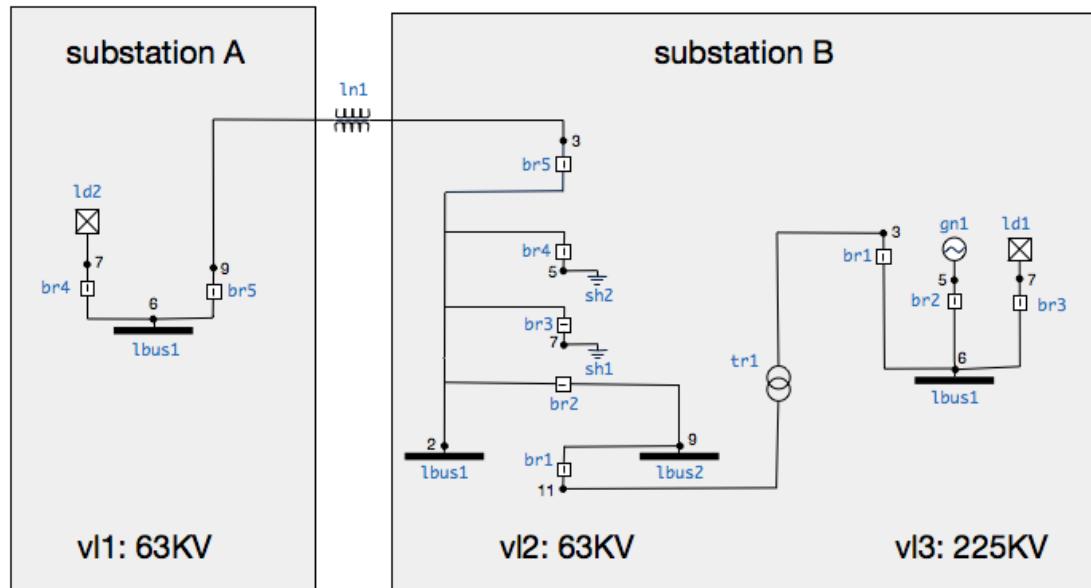 substation A
substation B
ln1
3
br5
ld2
7
9
br4
br5
6
lbus1
br4
5
sh2
br3
7
sh1
br2
2
9
lbus1
br1
lbus2
11
tr1
3
gn1
ld1
br1
5
7
br2
br3
6
lbus1
vl1: 63KV
vl2: 63KV
vl3: 225KV